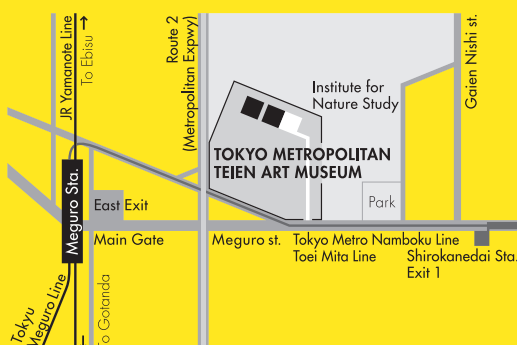 JR Yamanote Line
To Ebisu →
Route 2
(Metropolitan Expwy)
Gaien Nishi st.
Institute for
Nature Study
TOKYO METROPOLITAN
TEIEN ART MUSEUM
Meguro Sta.
East Exit
Park
Main Gate
Meguro st.
Tokyo Metro Namboku Line
Toei Mita Line
Shirokanedai Sta.
Exit 1
Tokyu
Meguro Line
o Gotanda